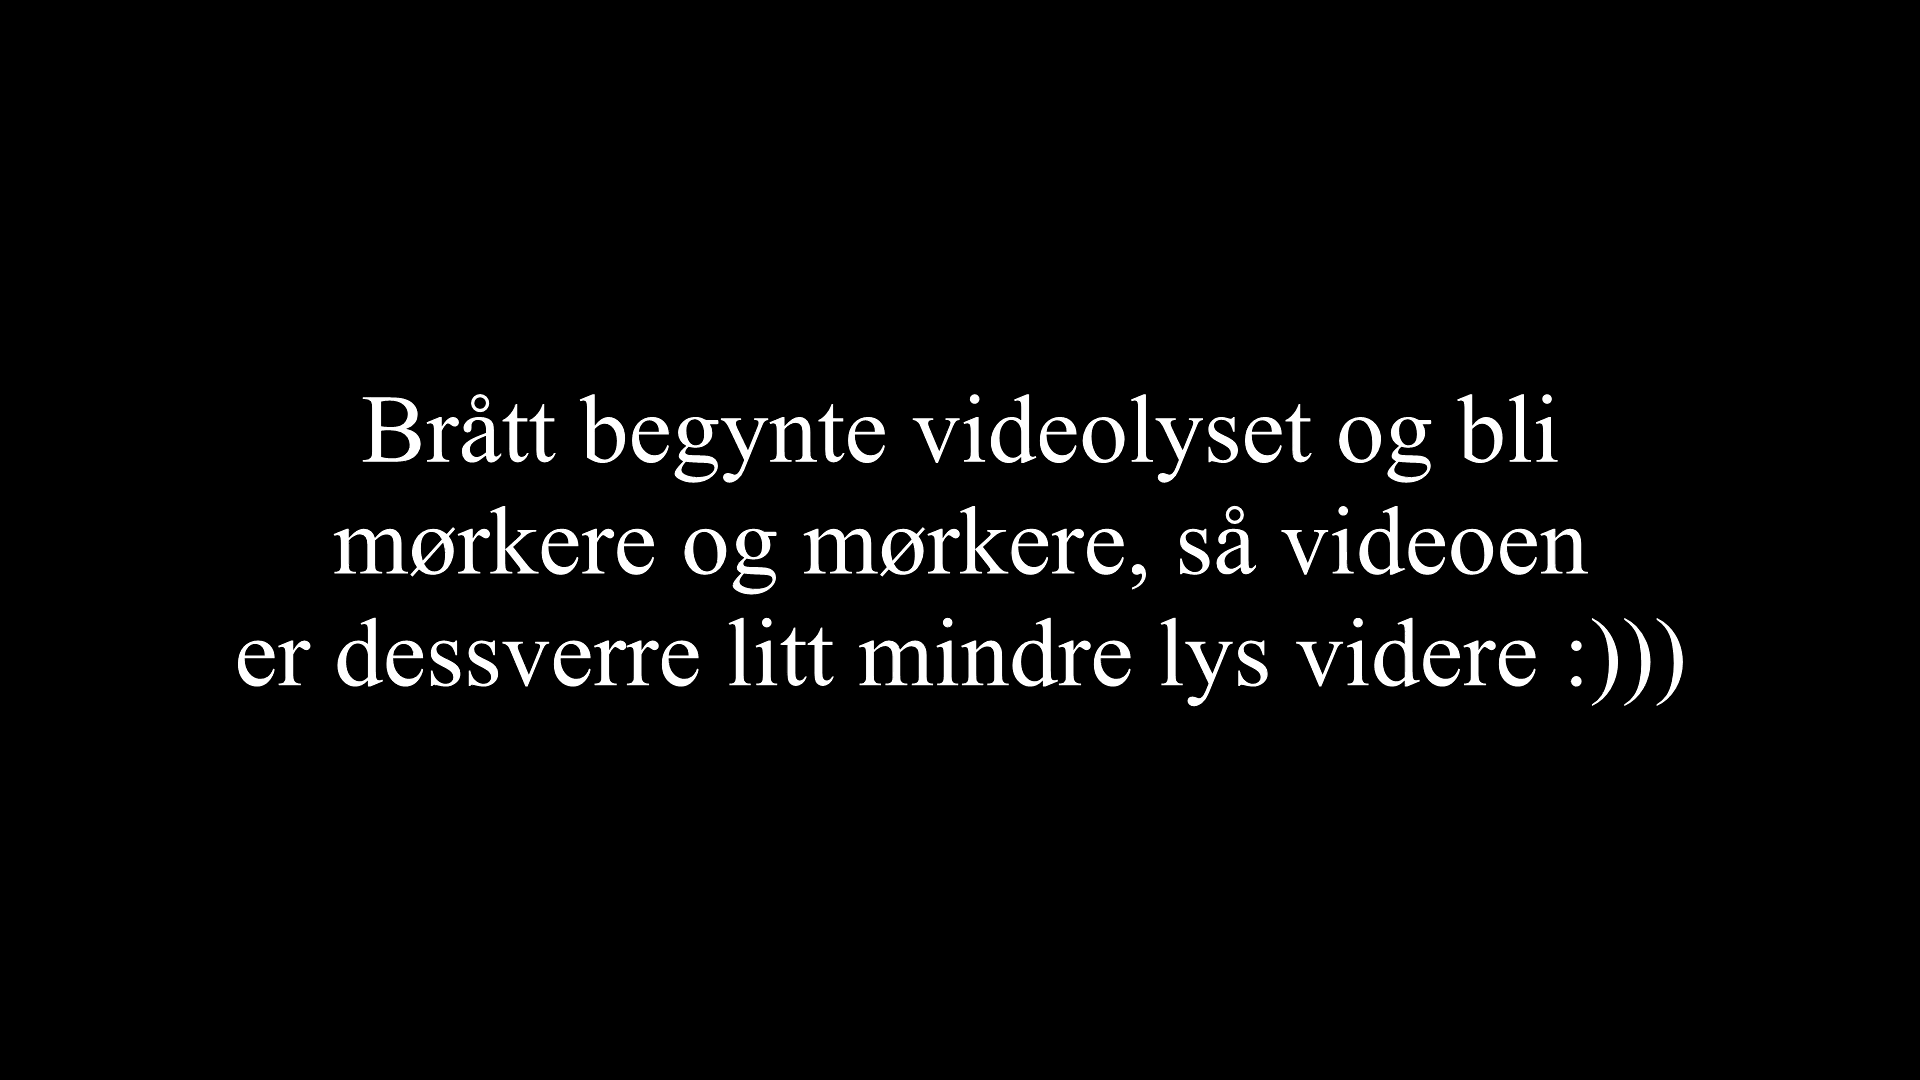 Brått begynte videolyset og bli
mørkere og mørkere, så videoen
er dessverre litt mindre lys videre :)))